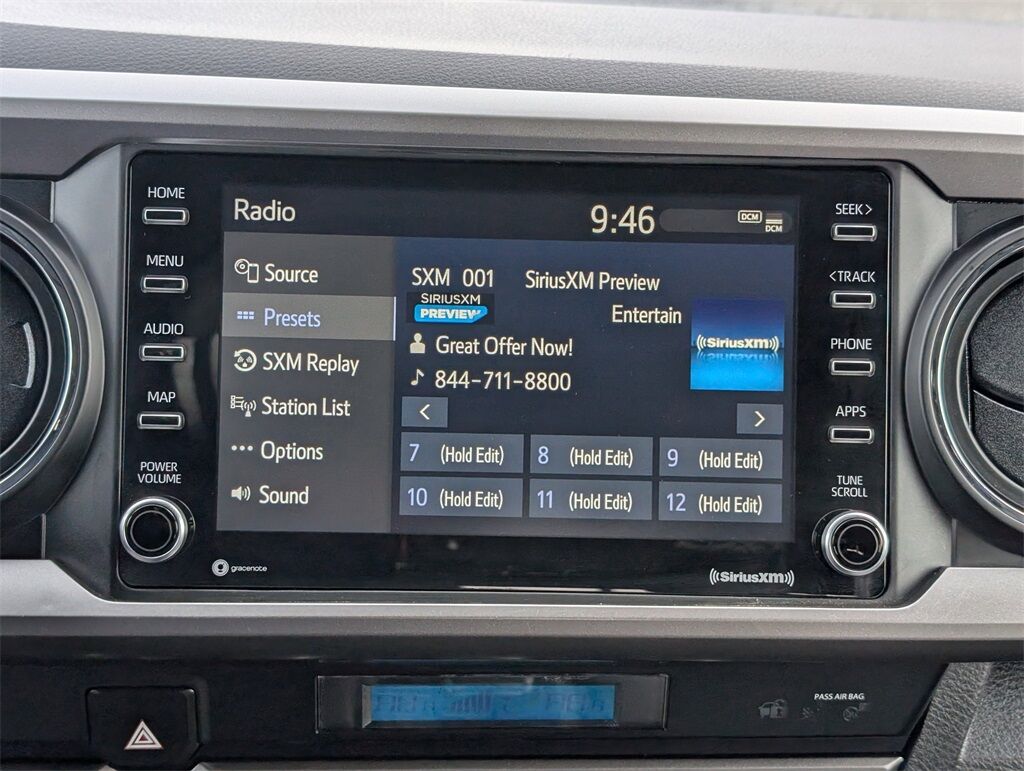 HOME
MENU
AUDIO
MAP
POWER
VOLUME
Radio
9:46
DCM
DCM
Source
Presets
SXM Replay
Station List
Options
Sound
SXM 001 SiriusXM Preview
SIRIUSXM
PREVIEW
Entertain
Great Offer Now!
844-711-8800
((SiriusXM))
<
>
7 (Hold Edit)
8 (Hold Edit)
9 (Hold Edit)
10 (Hold Edit)
11 (Hold Edit)
12 (Hold Edit)
SEEK >
< TRACK
PHONE
APPS
TUNE
SCROLL
gracenote
((SiriusXM))
PASS AIR BAG